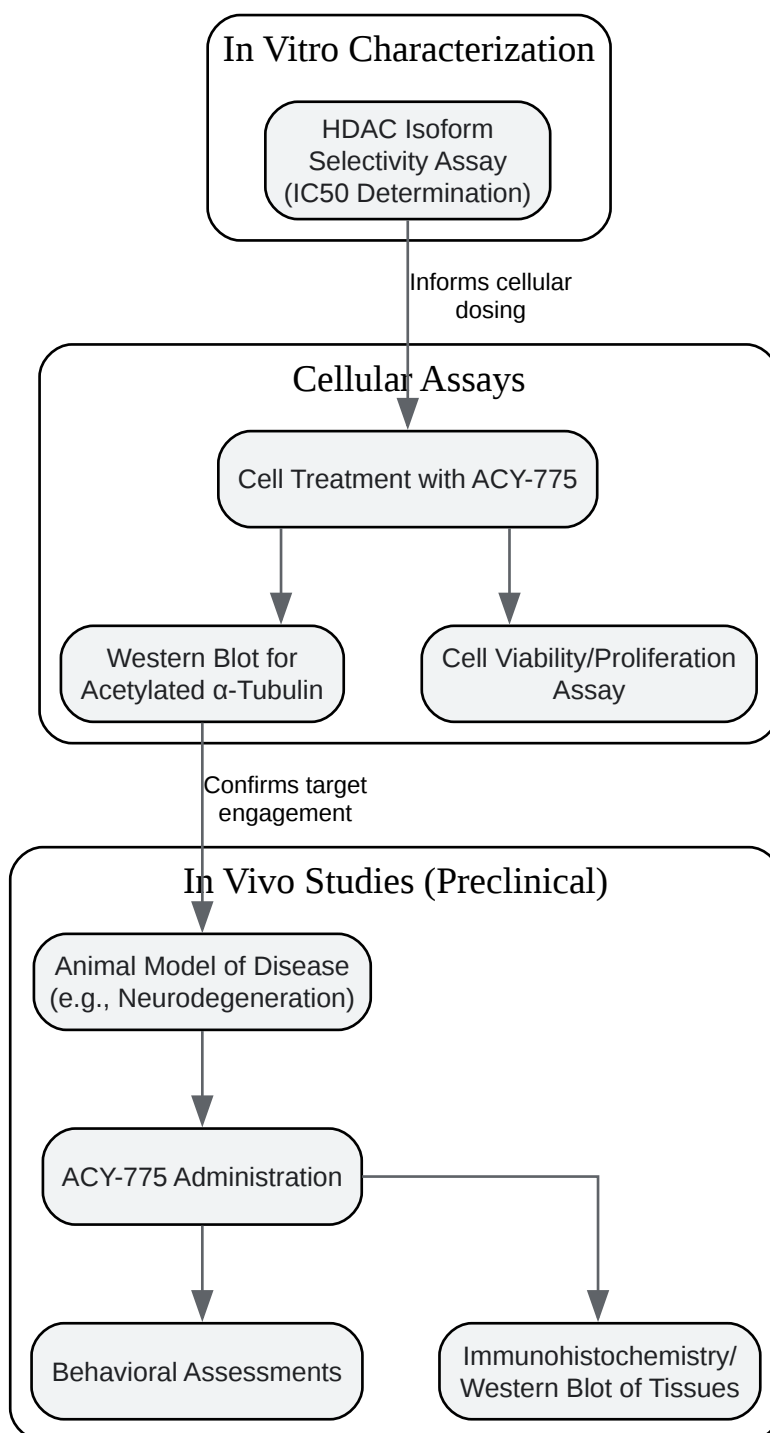 In Vitro Characterization
HDAC Isoform
Selectivity Assay
(IC50 Determination)
Informs cellular
dosing
Cellular Assays
Cell Treatment with ACY-775
Western Blot for
Acetylated α-Tubulin
Cell Viability/Proliferation
Assay
Confirms target
engagement
In Vivo Studies (Preclinical)
Animal Model of Disease
(e.g., Neurodegeneration)
ACY-775 Administration
Behavioral Assessments
Immunohistochemistry/
Western Blot of Tissues